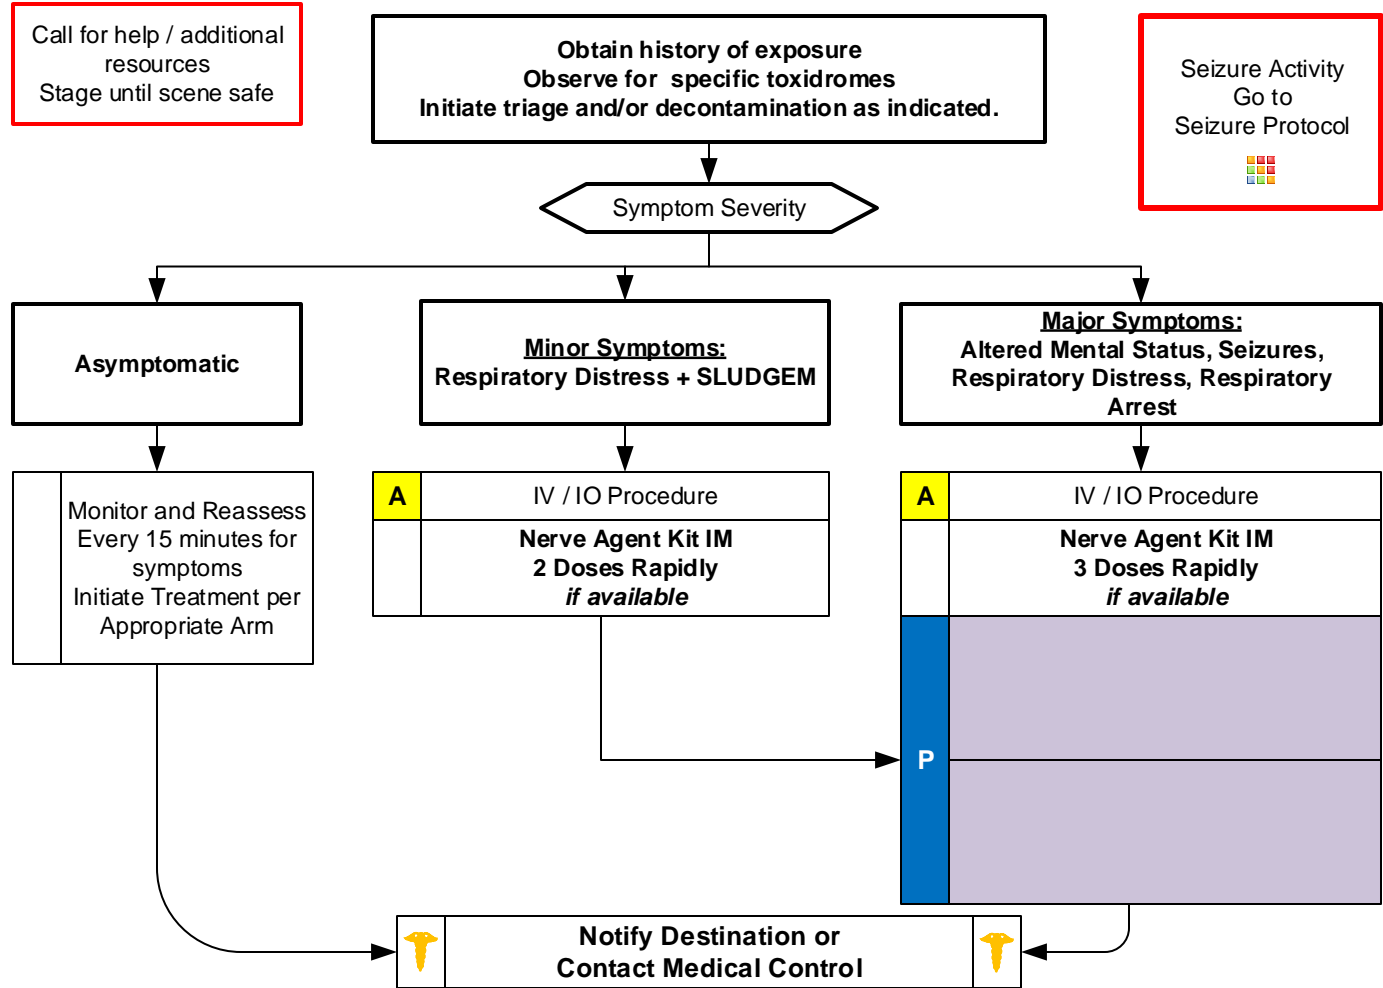 Call for help / additional
resources
Stage until scene safe
Obtain history of exposure
Observe for specific toxidromes
Initiate triage and/or decontamination as indicated.
Seizure Activity
Go to
Seizure Protocol
Symptom Severity
Asymptomatic
Minor Symptoms:
Respiratory Distress + SLUDGEM
Major Symptoms:
Altered Mental Status, Seizures,
Respiratory Distress, Respiratory
Arrest
Monitor and Reassess
Every 15 minutes for
symptoms
Initiate Treatment per
Appropriate Arm
A
IV / IO Procedure
Nerve Agent Kit IM
2 Doses Rapidly
if available
A
IV / IO Procedure
Nerve Agent Kit IM
3 Doses Rapidly
if available
P
Notify Destination or
Contact Medical Control